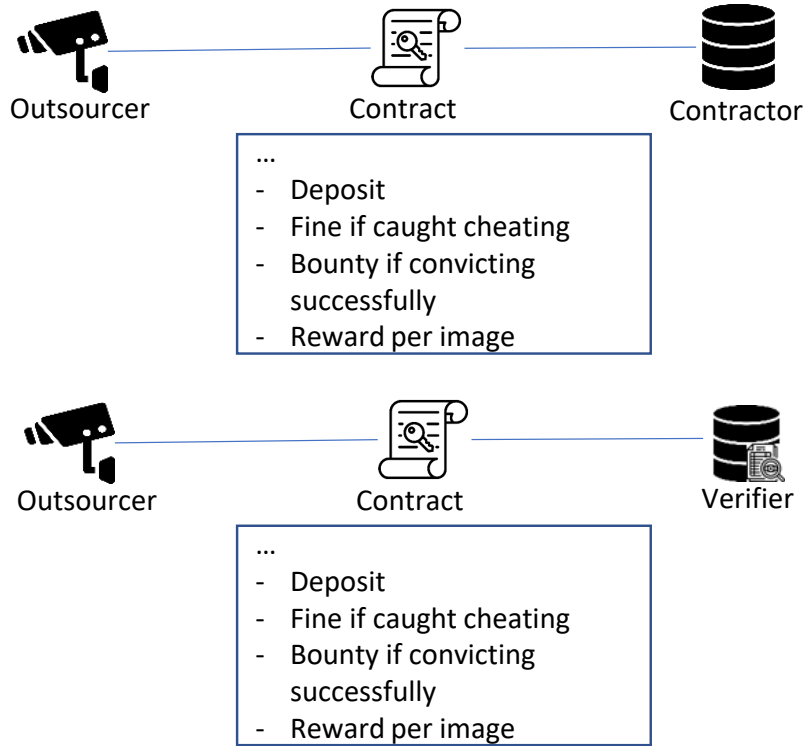 Outsourcer
Contract
Contractor
...
- Deposit
- Fine if caught cheating
- Bounty if convicting
successfully
- Reward per image
Outsourcer
Contract
Verifier
...
- Deposit
- Fine if caught cheating
- Bounty if convicting
successfully
- Reward per image